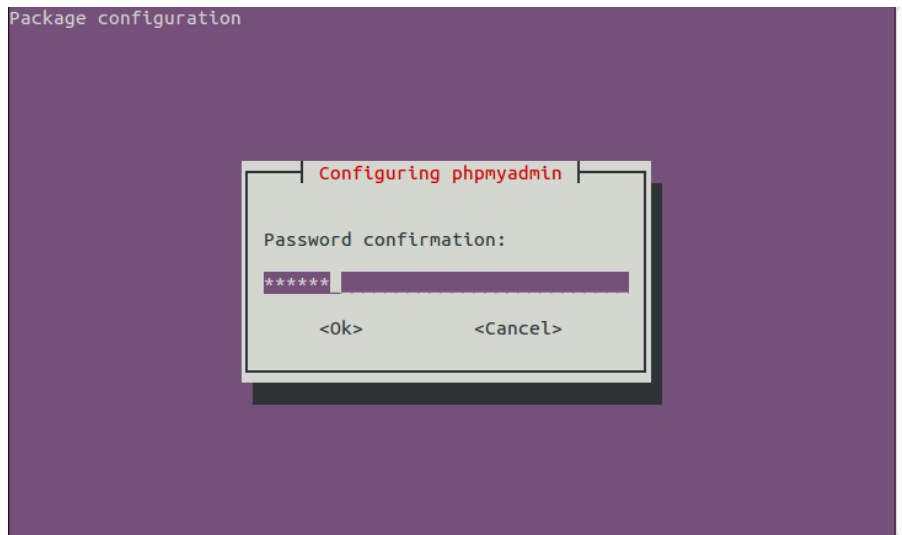 Package configuration
Configuring phpmyadmin
Password confirmation:
******_
<Ok> <Cancel>